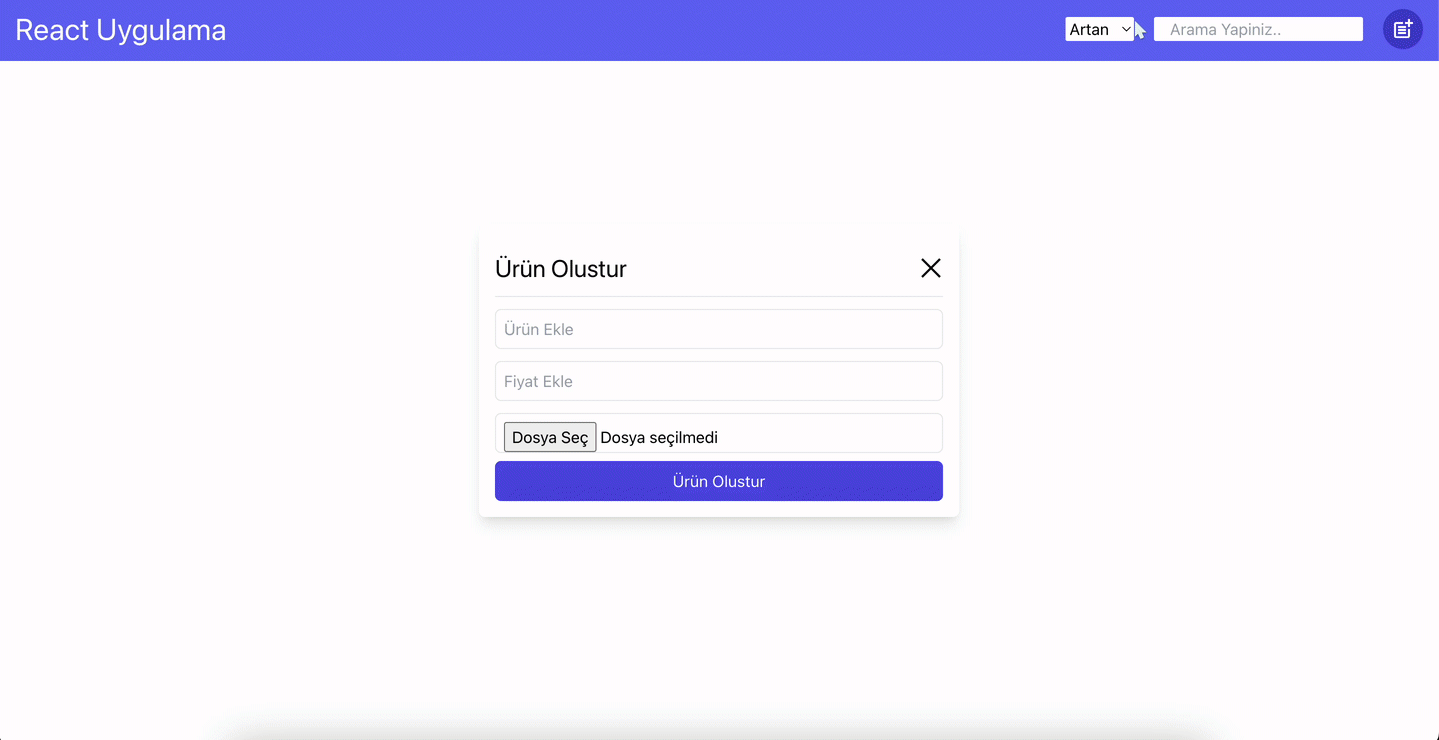 React Uygulama
Artan
Arama Yapiniz..
Ürün Olustur
Ürün Ekle
Fiyat Ekle
Dosya Seç Dosya seçilmedi
Ürün Olustur